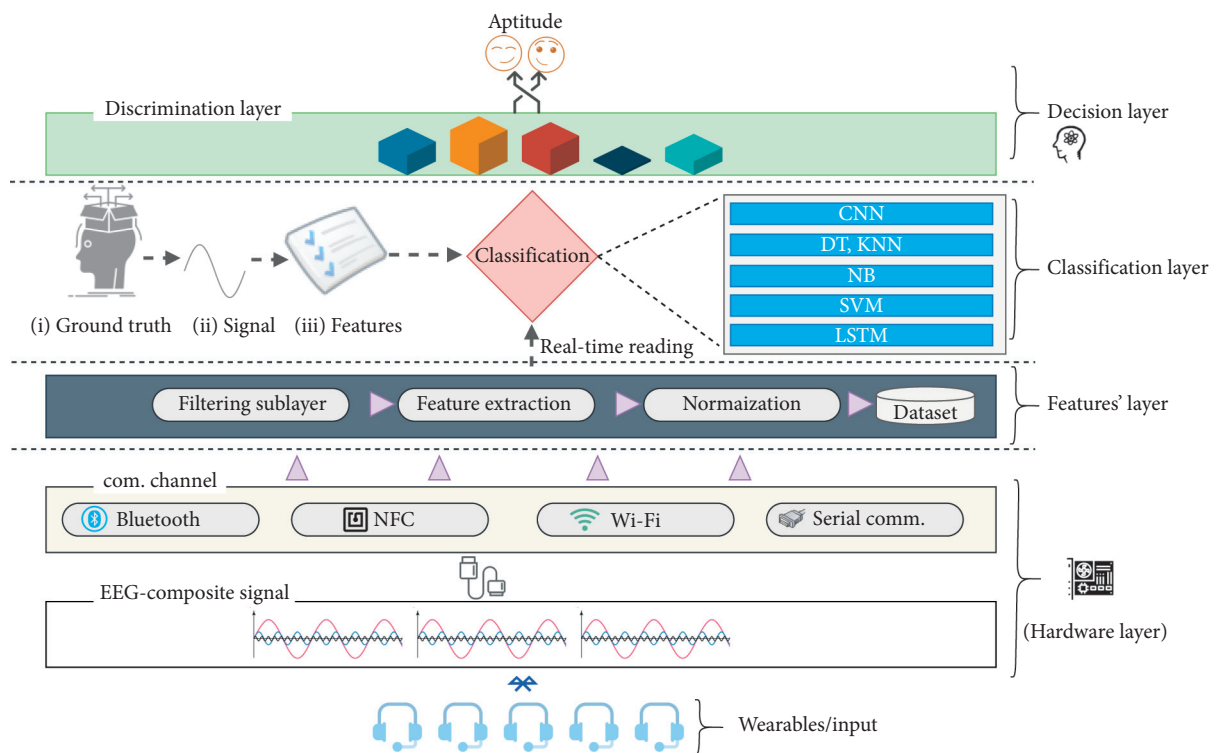 Aptitude
Discrimination layer
Decision layer
CNN
DT, KNN
NB
SVM
LSTM
Classification
Classification layer
(i) Ground truth
(ii) Signal
(iii) Features
Real-time reading
Filtering sublayer
Feature extraction
Normaization
Dataset
Features' layer
com. channel
Bluetooth
NFC
Wi-Fi
Serial comm.
EEG-composite signal
(Hardware layer)
Wearables/input